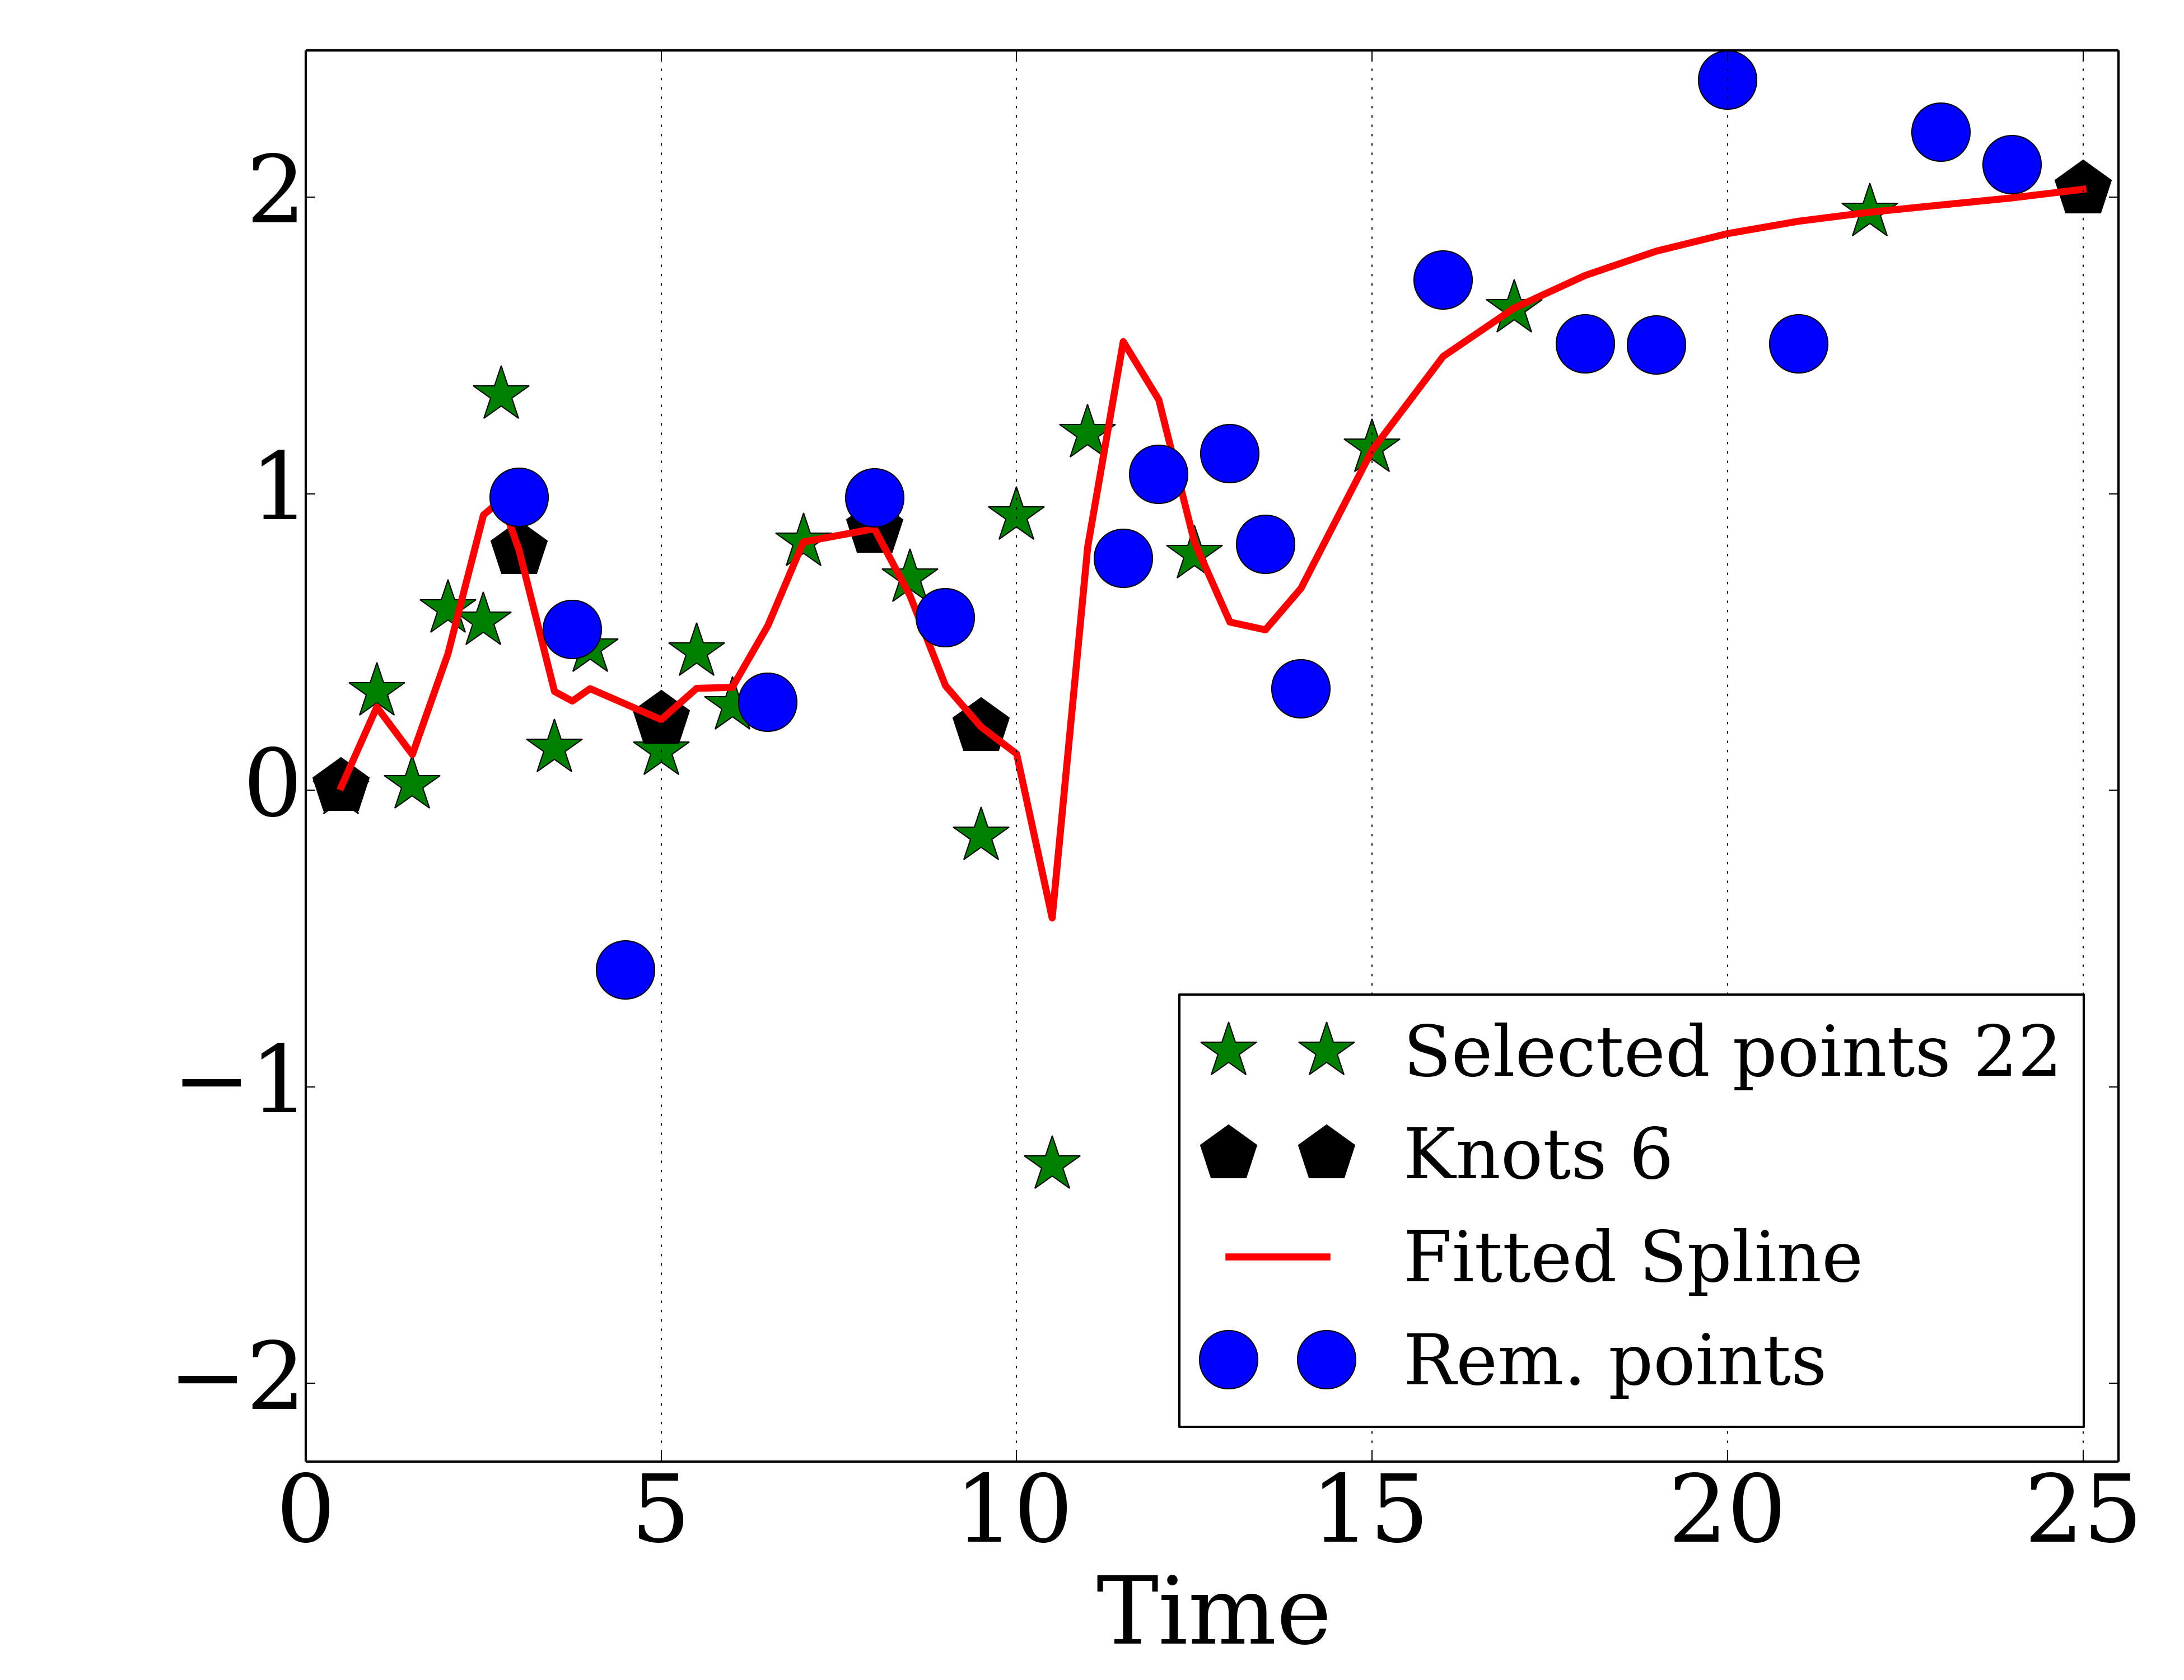 2
1
0
−1
−2
0 5 10 15 20 25
Time
Selected points 22
Knots 6
Fitted Spline
Rem. points